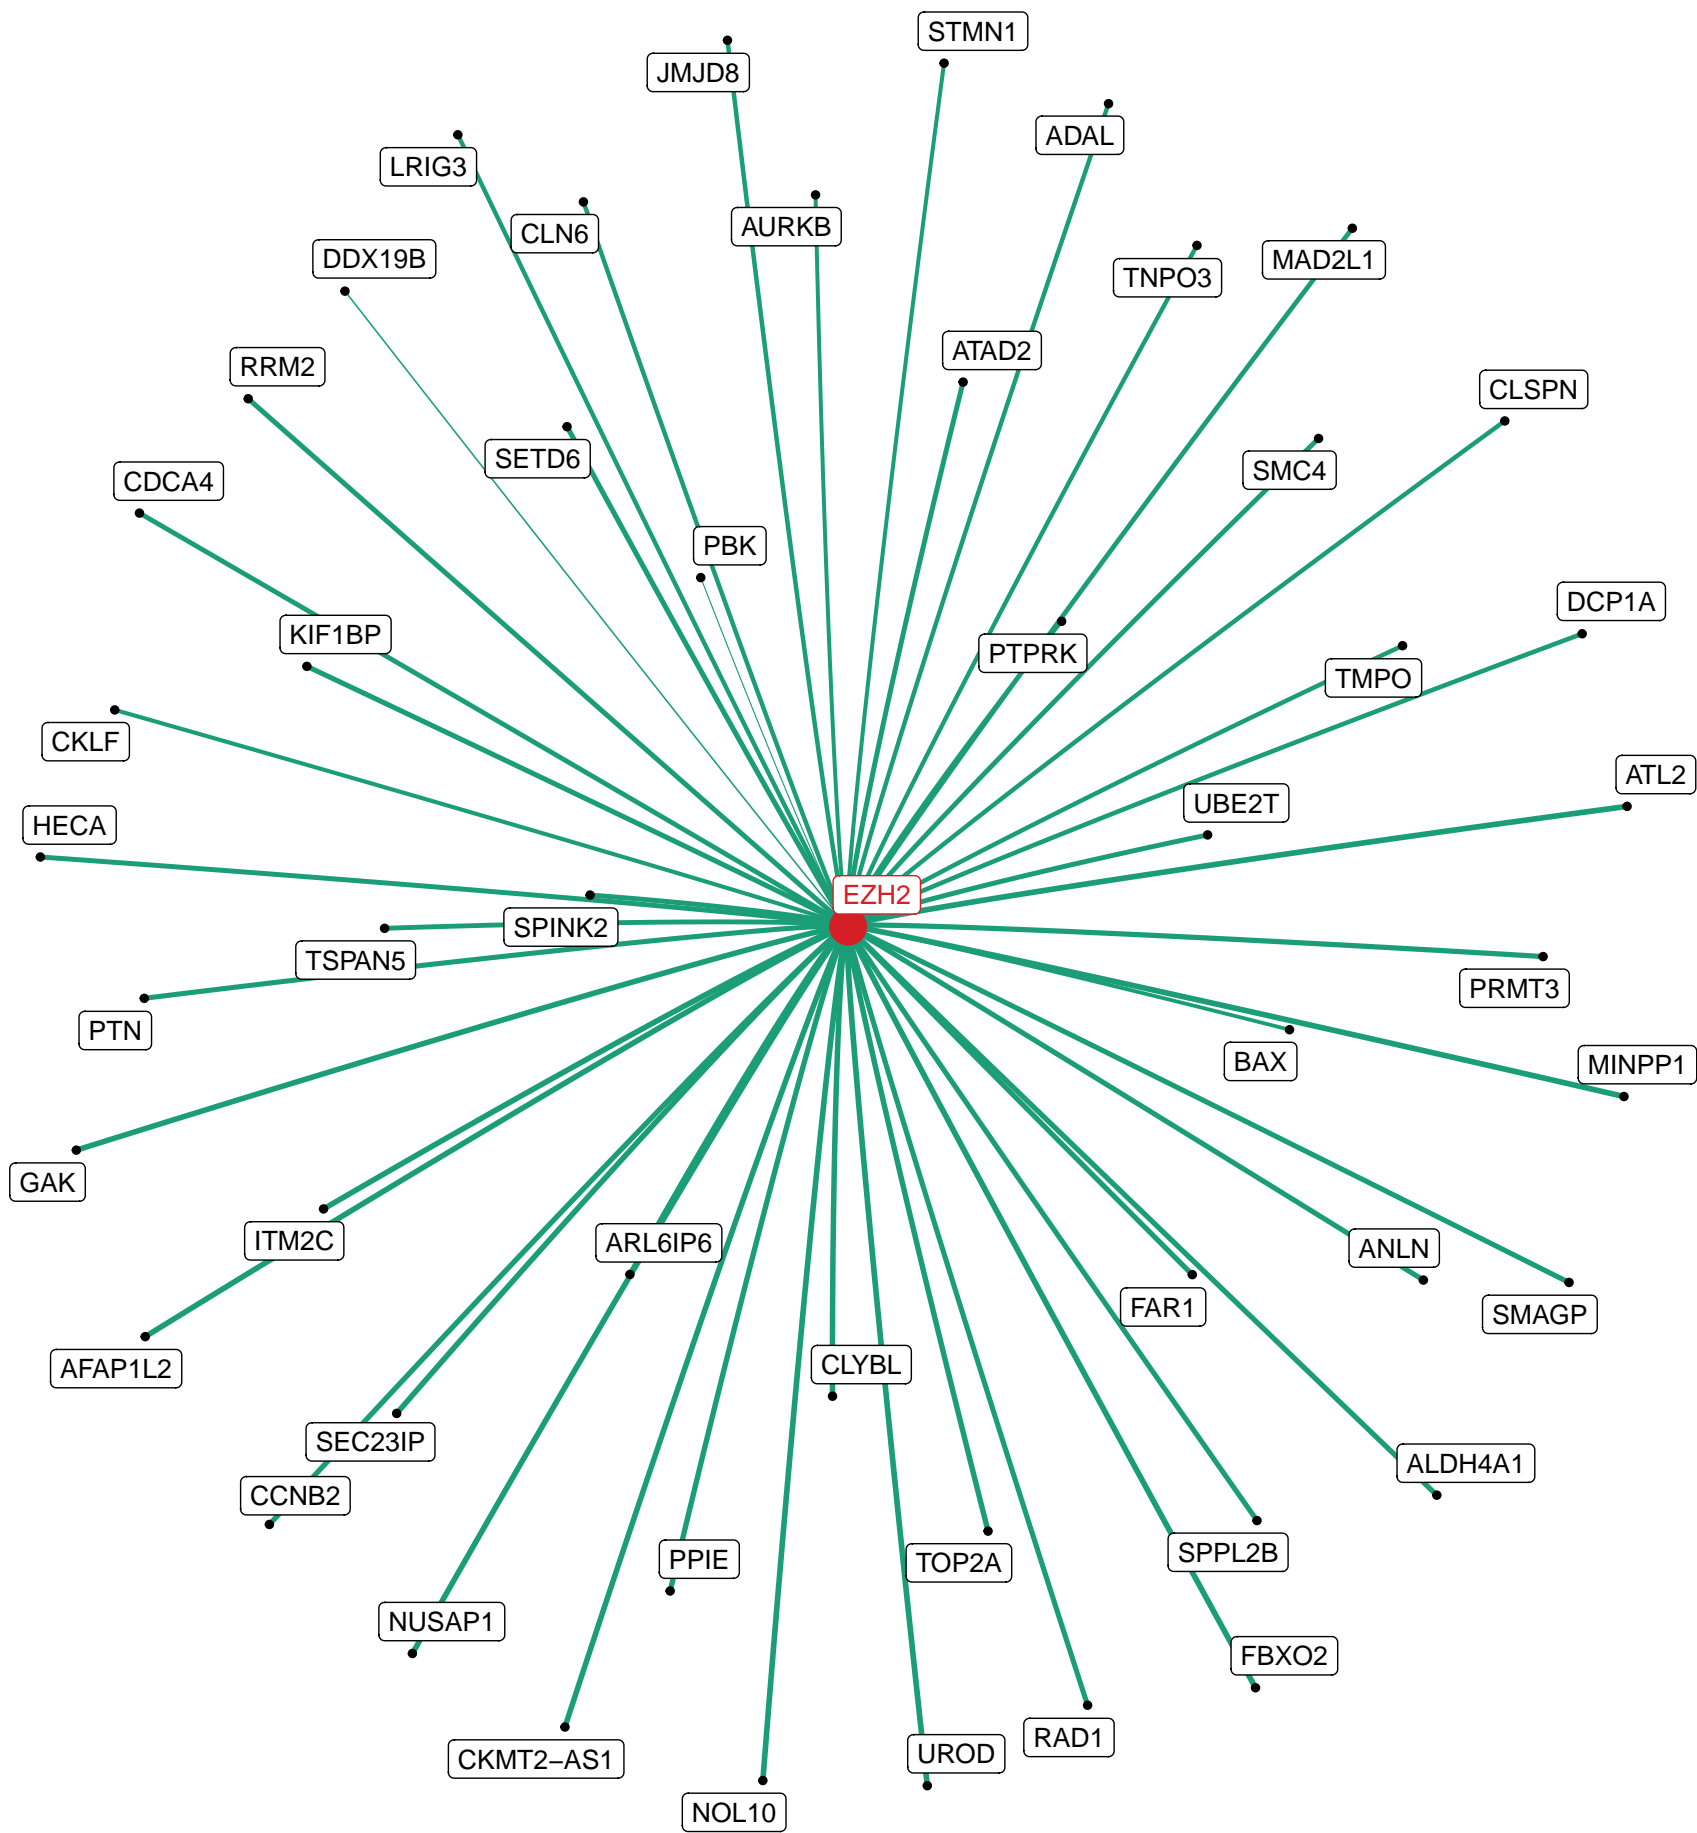 STMN1
JMJD8
ADAL
LRIG3
CLN6
AURKB
DDX19B
MAD2L1
TNPO3
ATAD2
RRM2
CLSPN
SETD6
SMC4
CDCA4
PBK
DCP1A
KIF1BP
PTPRK
TMPO
CKLF
ATL2
UBE2T
HECA
EZH2
SPINK2
TSPAN5
PRMT3
PTN
BAX
MINPP1
GAK
ITM2C
ARL6IP6
ANLN
FAR1
SMAGP
AFAP1L2
CLYBL
SEC23IP
ALDH4A1
CCNB2
SPPL2B
PPIE
TOP2A
NUSAP1
FBXO2
RAD1
UROD
CKMT2–AS1
NOL10